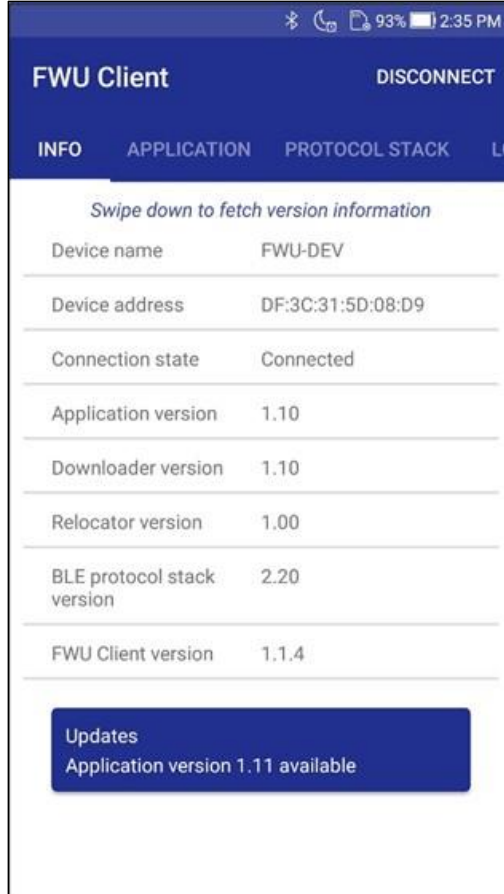 93% 2:35 PM
FWU Client DISCONNECT
INFO APPLICATION PROTOCOL STACK
Swipe down to fetch version information
Device name FWU-DEV
Device address DF:3C:31:5D:08:D9
Connection state Connected
Application version 1.10
Downloader version 1.10
Relocator version 1.00
BLE protocol stack 2.20
version
FWU Client version 1.1.4
Updates
Application version 1.11 available